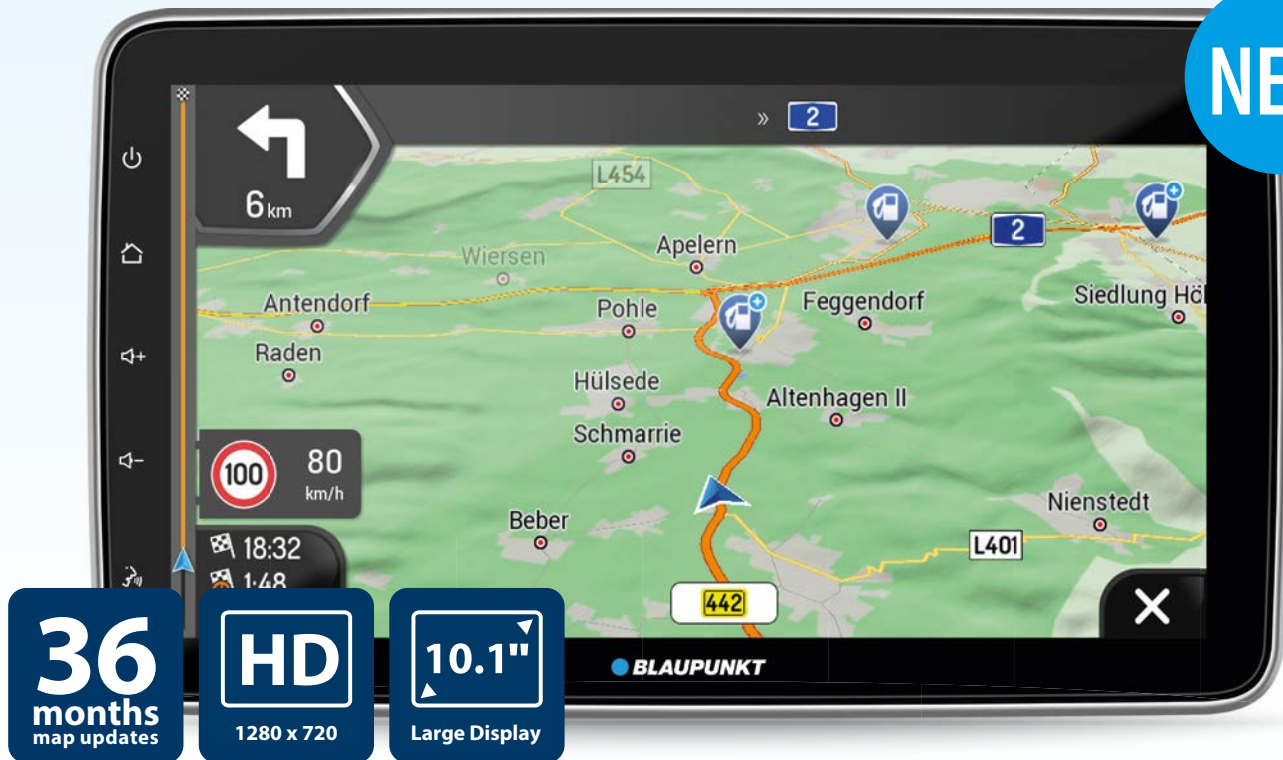 NE
2
6 km
L454
2
Wiersen
Apelern
Antendorf
Pohle
Feggendorf
Siedlung Hö
Raden
Hülsede
Altenhagen II
Schmarrie
100
80
km/h
Nienstedt
Beber
L401
18:32
1:48
442
BLAUPUNKT
36
months
map updates
HD
1280 x 720
10.1"
Large Display